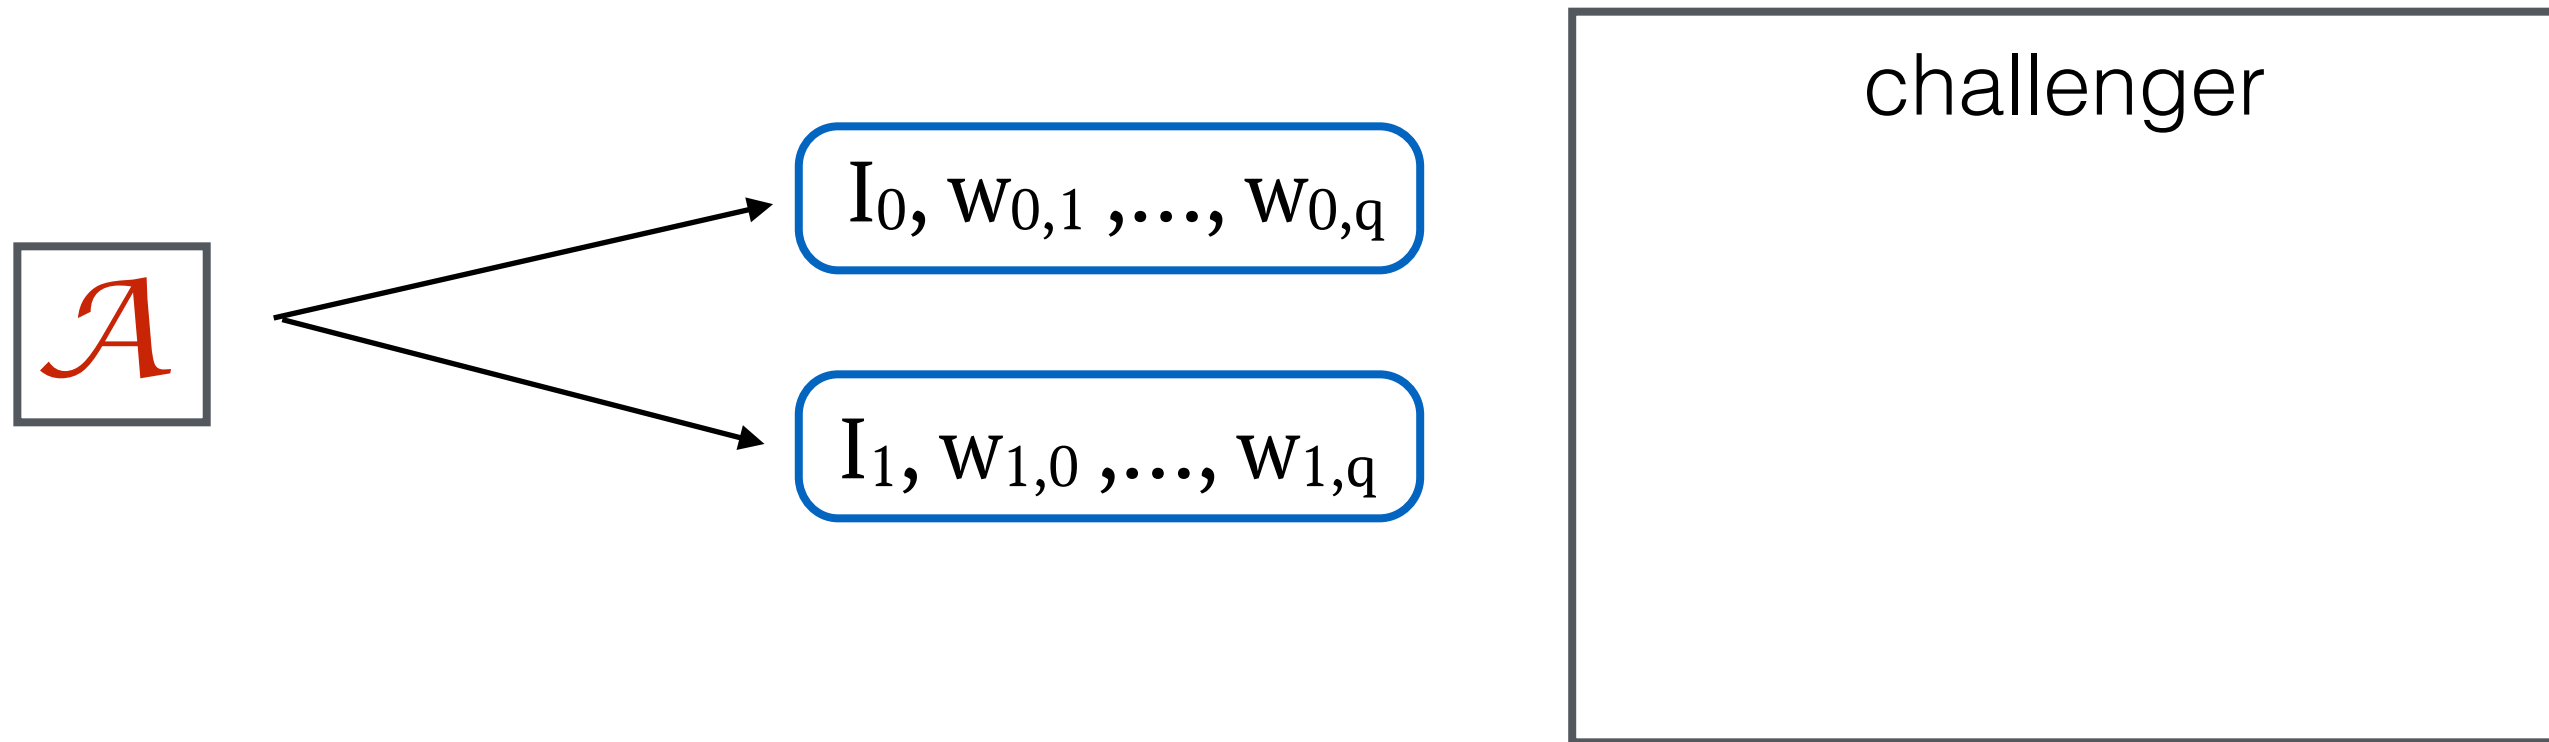 challenger
I₀, w₀,₁ ,..., w₀,q
𝒜
I₁, w₁,₀ ,..., w₁,q